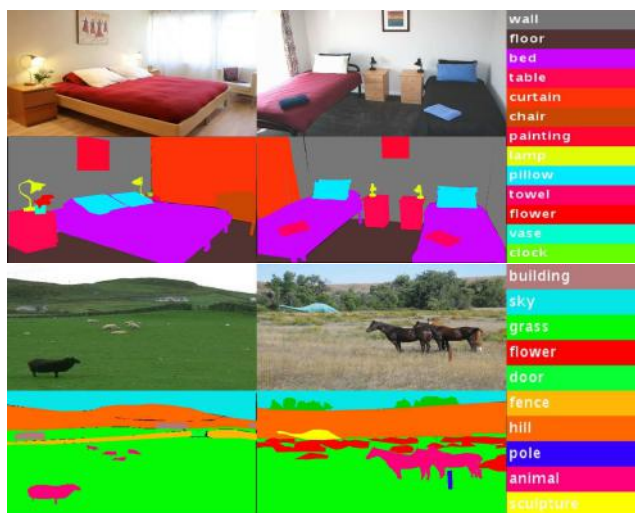 wall
floor
bed
table
curtain
chair
painting
lamp
pillow
towel
flower
vase
clock
building
sky
grass
flower
door
fence
hill
pole
animal
sculpture